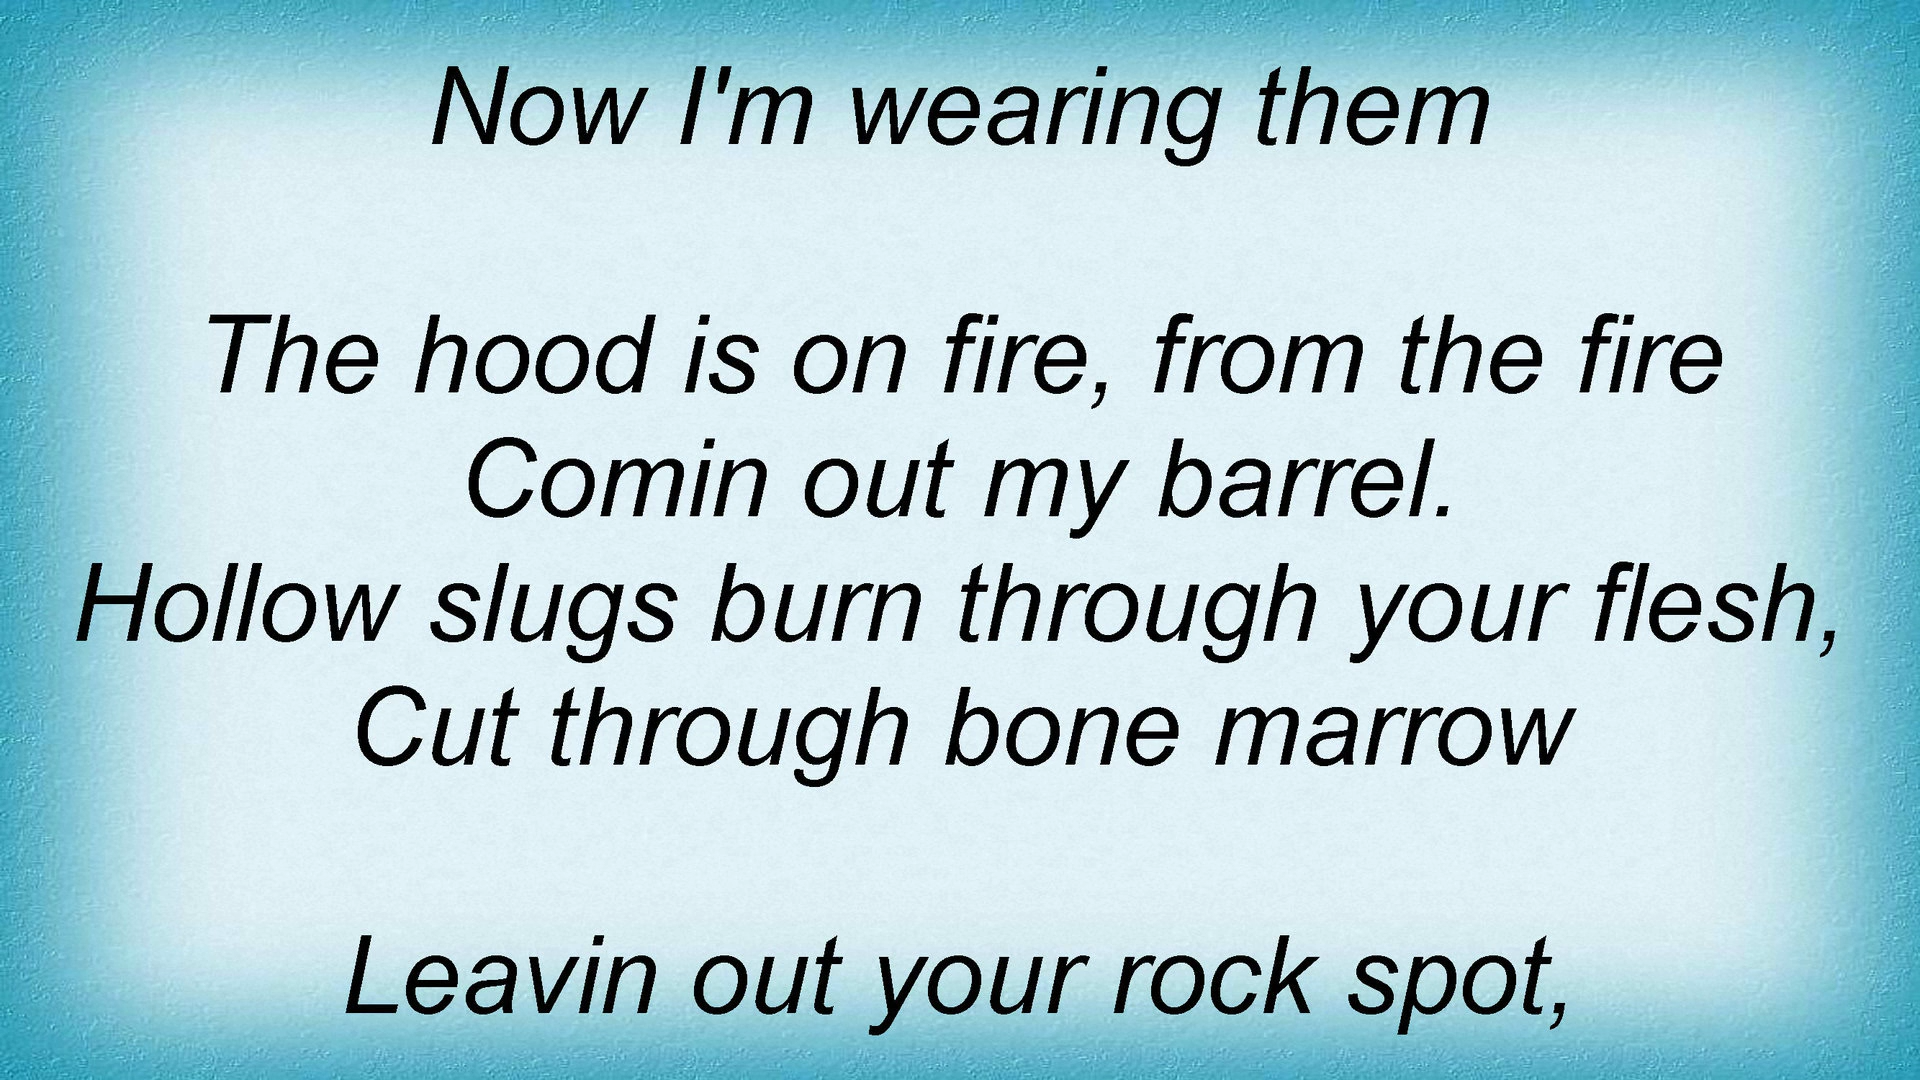 Now I'm wearing them
The hood is on fire, from the fire
Comin out my barrel.
Hollow slugs burn through your flesh,
Cut through bone marrow
Leavin out your rock spot,